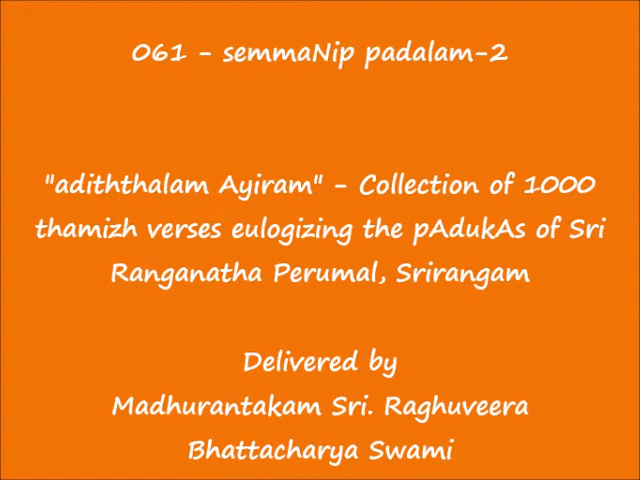 061 - semmaNip padalam-2
"adiththalam Ayiram" - Collection of 1000
thamizh verses eulogizing the pAdukAs of Sri
Ranganatha Perumal, Srirangam
Delivered by
Madhurantakam Sri. Raghuveera
Bhattacharya Swami